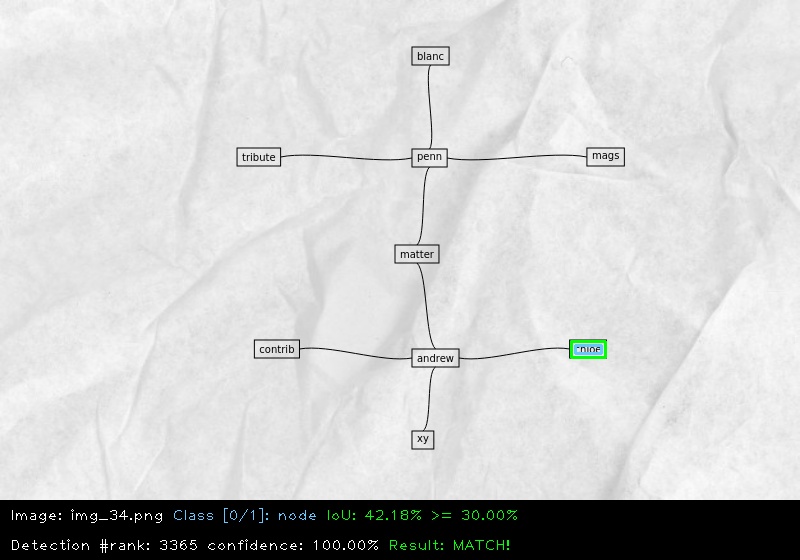 blanc
tribute
penn
mags
matter
contrib
andrew
xy
Image: img_34.png Class [0/1]: node IoU: 42.18% >= 30.00%
Detection #rank: 3365 confidence: 100.00% Result: MATCH!